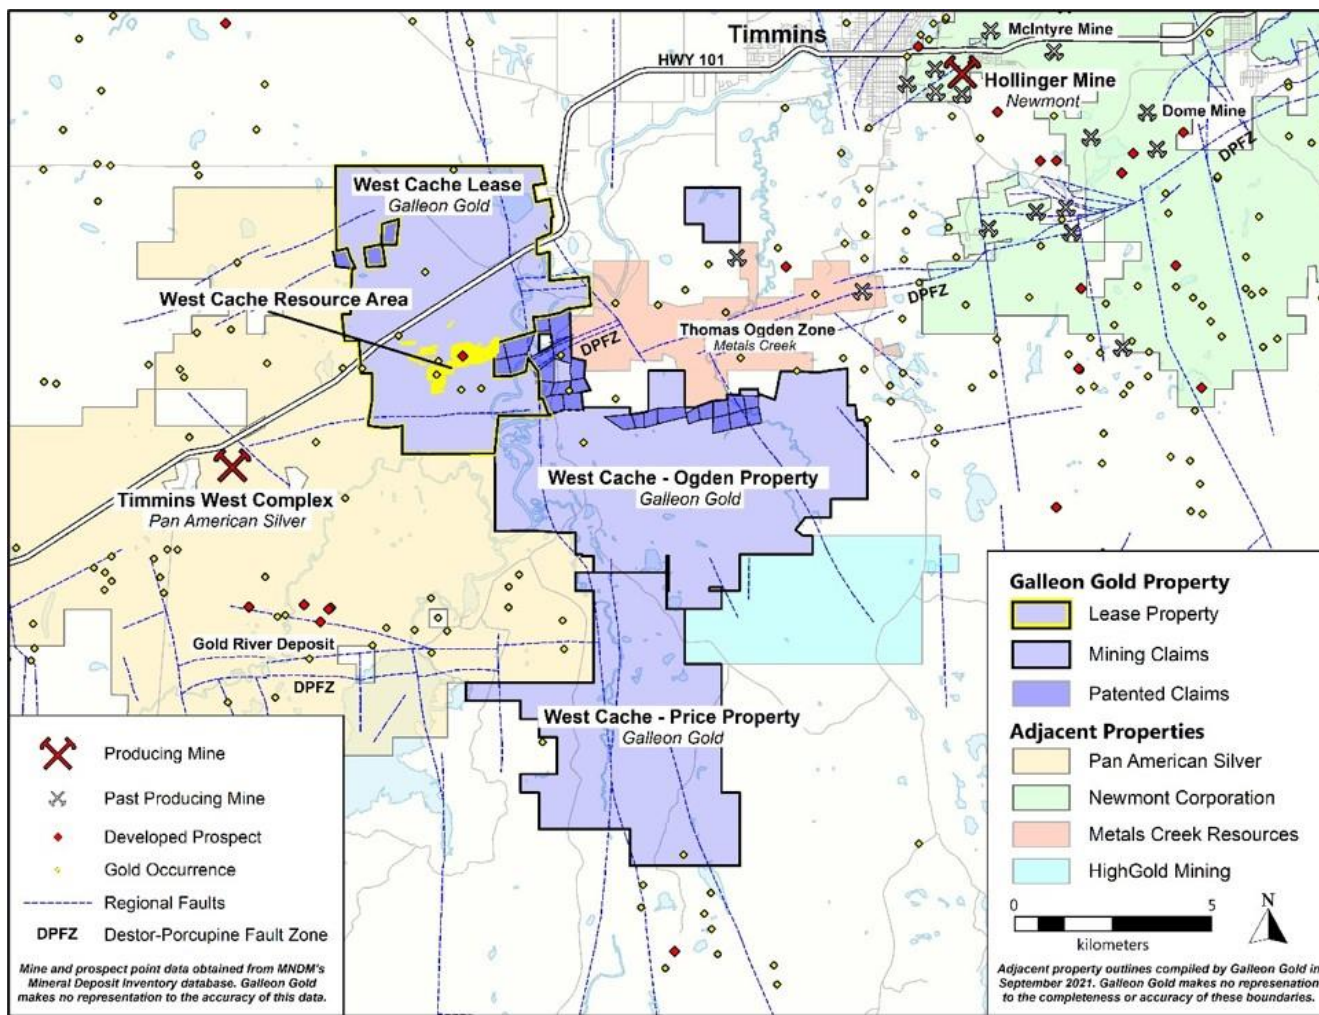 Timmins
McIntyre Mine
HWY 101
Hollinger Mine
Newmont
Dome Mine
DPFZ
West Cache Lease
Galleon Gold
West Cache Resource Area
DPFZ
Thomas Ogden Zone
Metals Creek
DPFZ
West Cache - Ogden Property
Galleon Gold
Timmins West Complex
Pan American Silver
Gold River Deposit
DPFZ
West Cache - Price Property
Galleon Gold
Producing Mine
Past Producing Mine
Developed Prospect
Gold Occurrence
Regional Faults
DPFZ Destor-Porcupine Fault Zone
Mine and prospect point data obtained from MNDM's
Mineral Deposit Inventory database. Galleon Gold
makes no representation to the accuracy of this data.
Galleon Gold Property
Lease Property
Mining Claims
Patented Claims
Adjacent Properties
Pan American Silver
Newmont Corporation
Metals Creek Resources
HighGold Mining
0 5
kilometers
N
Adjacent property outlines compiled by Galleon Gold in
September 2021. Galleon Gold makes no represenation
to the completeness or accuracy of these boundaries.